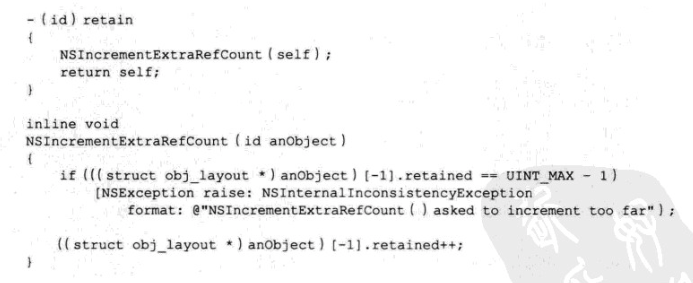 - (id) retain
{
    NSIncrementExtraRefCount (self) ;
    return self;
}

inline void
NSIncrementExtraRefCount (id anObject)
{
    if ((( struct obj_layout *) anObject) [-1].retained == UINT_MAX - 1)
        [NSException raise: NSInternalInconsistencyException
            format: @"NSIncrementExtraRefCount ( ) asked to increment too far"] ;

    (( struct obj_layout *) anObject) [-1].retained++;
}